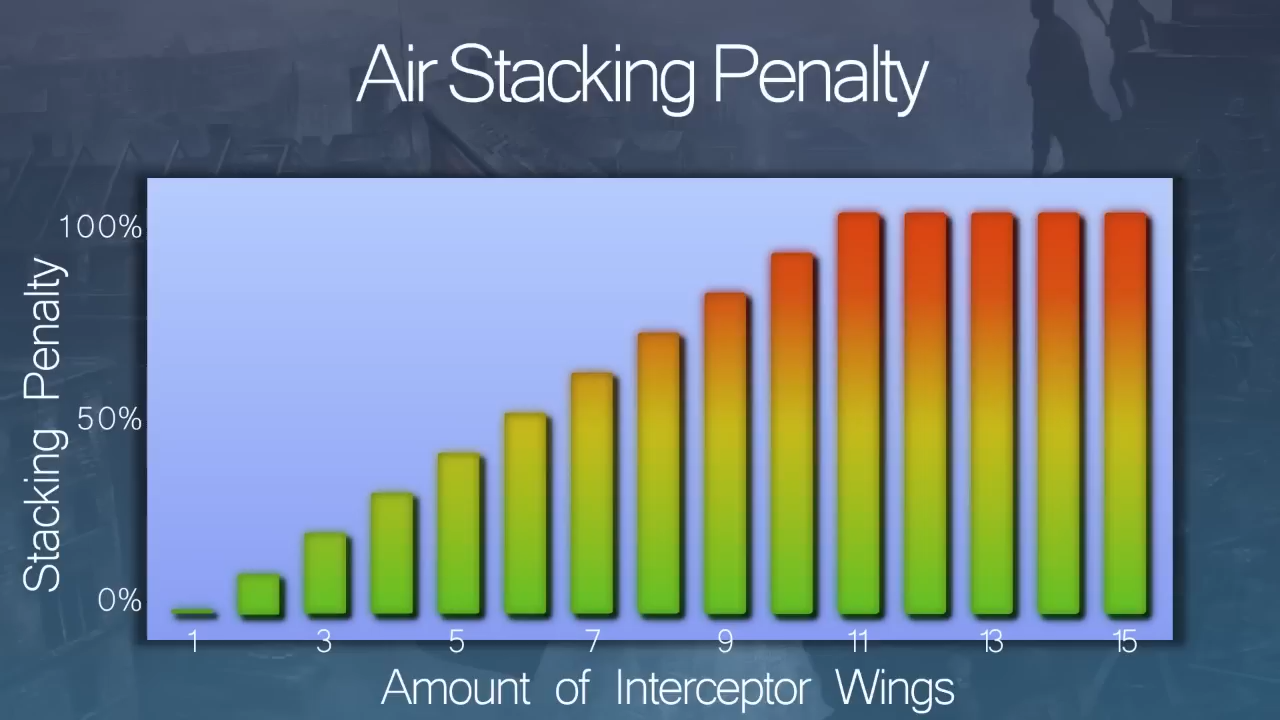 Air Stacking Penalty
100%
50%
0%
Stacking Penalty
1 3 5 7 9 11 13 15
Amount of Interceptor Wings